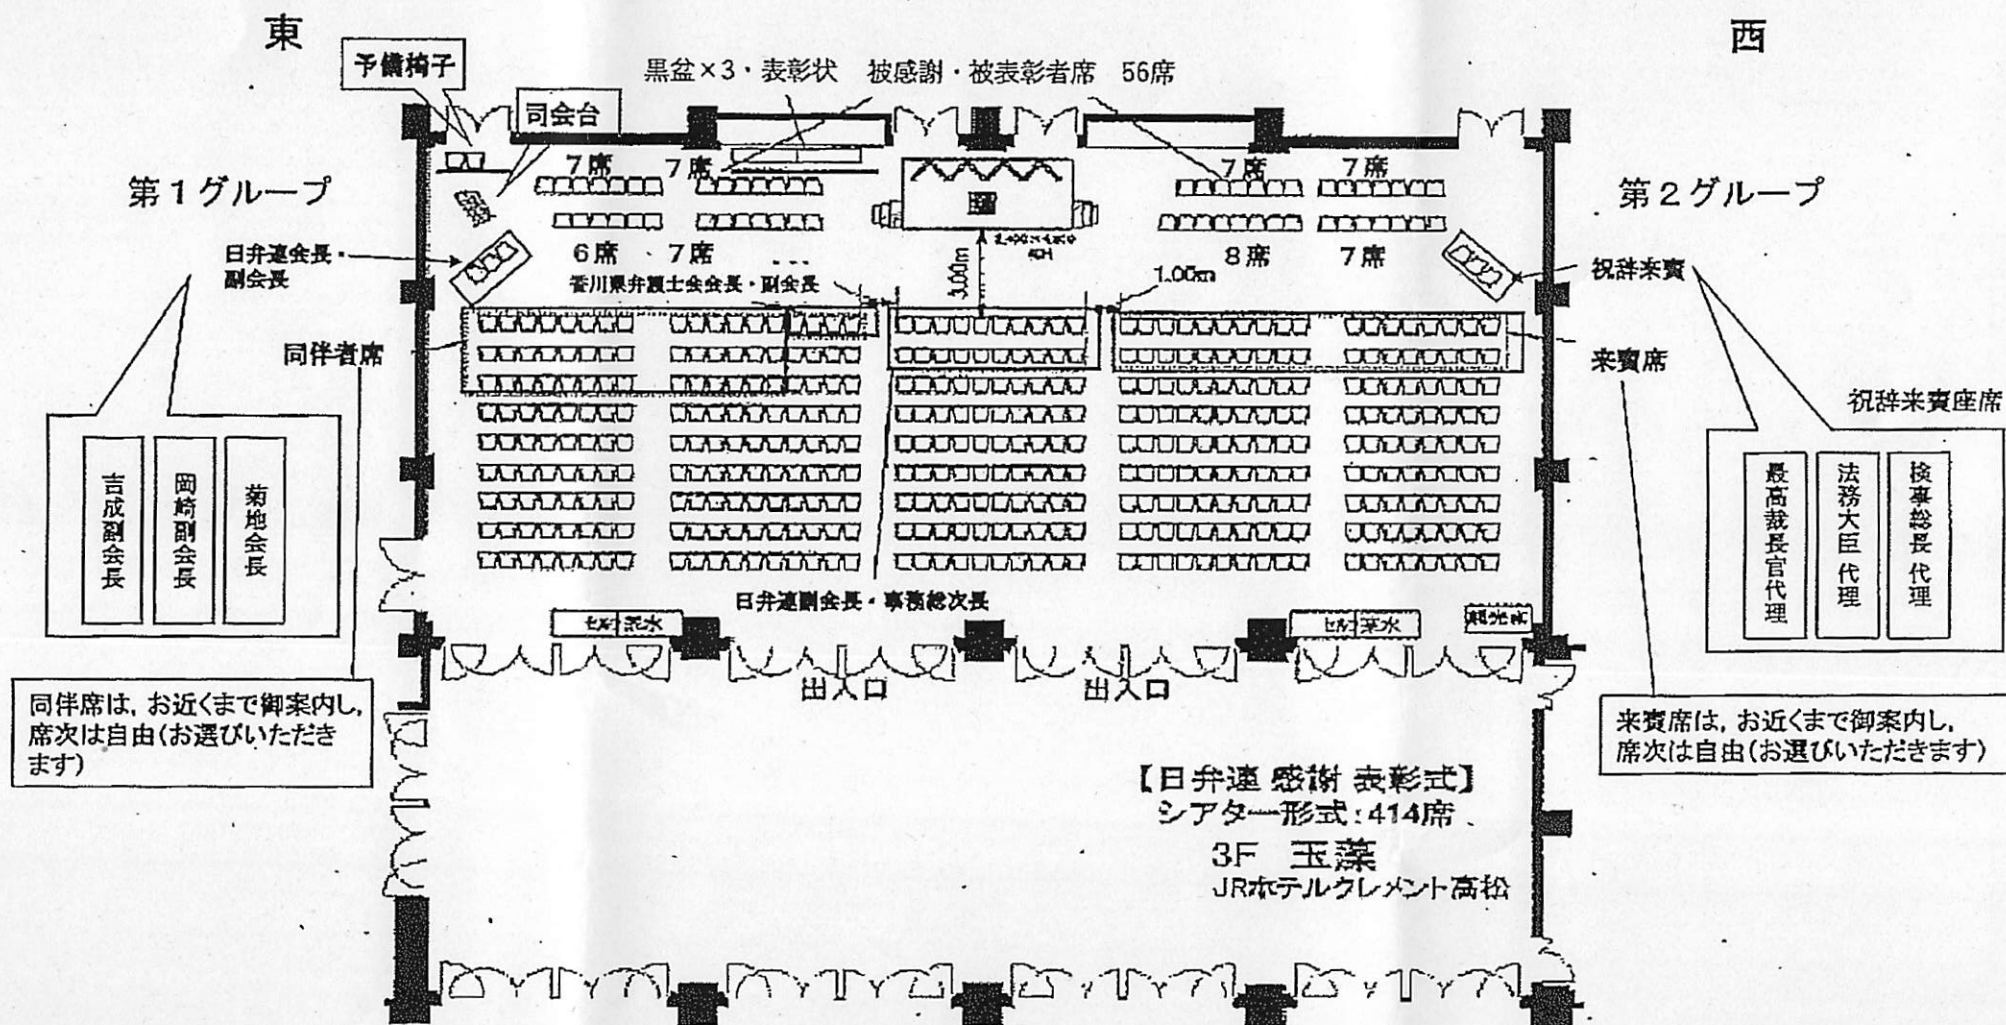 東
西
予備椅子
司会台
黒盆×3・表彰状 被感謝・被表彰者席 56席
7席 7席 7席 7席
第1グループ
第2グループ
日弁連会長・
副会長
6席 7席 ... 8席 7席
祝辞来賓
香川県弁護士会会長・副会長
3.00m
1.00m
同伴者席
来賓席
祝辞来賓座席
吉成副会長
岡崎副会長
菊地会長
最高裁長官代理
法務大臣 代理
検事総長 代理
日弁連副会長・事務総次長
出入口 出入口
同伴席は、お近くまで御案内し、
席次は自由(お選びいただき
ます)
来賓席は、お近くまで御案内し、
席次は自由(お選びいただきます)
【日弁連 感謝 表彰式】
シアター形式:414席
3F 玉藻
JRホテルクレメント高松